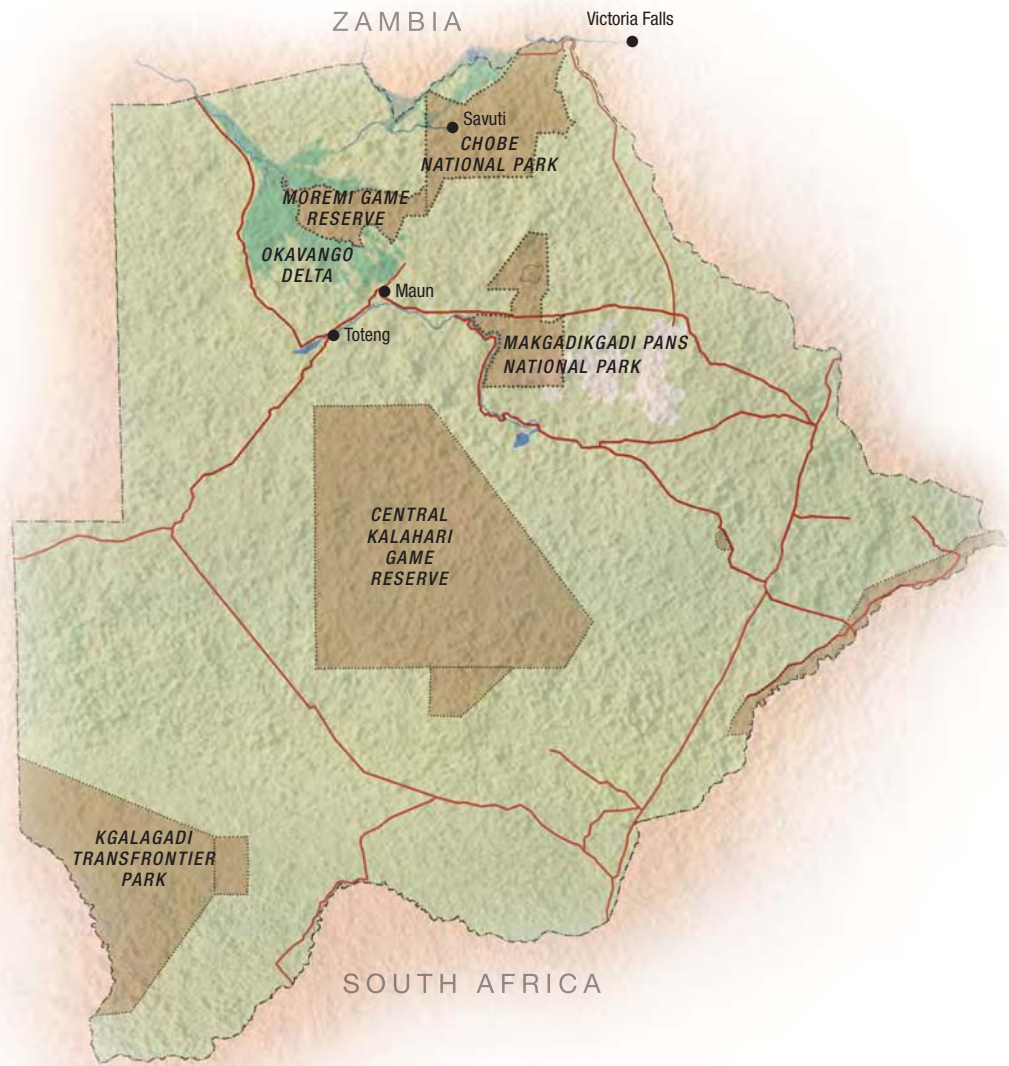 ZAMBIA
Victoria Falls
Savuti
CHOBE
NATIONAL PARK
MOREMI GAME
RESERVE
OKAVANGO
DELTA
Maun
Toteng
MAKGADIKGADI PANS
NATIONAL PARK
CENTRAL
KALAHARI
GAME
RESERVE
KGALAGADI
TRANSFRONTIER
PARK
SOUTH AFRICA